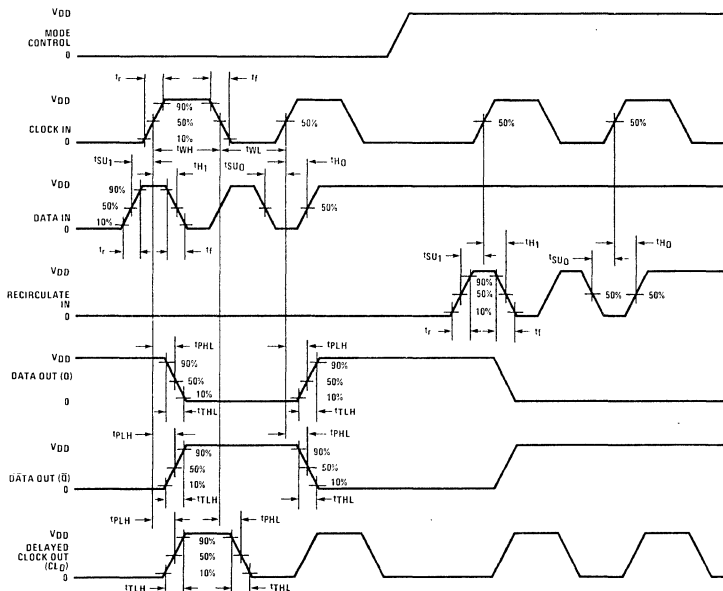 VDD
MODE
CONTROL
0
tr
tf
VDD
90%
CLOCK IN
50%
50%
50%
50%
10%
0
tWH
tWL
tSU1
tH1
tSU0
tH0
VDD
90%
DATA IN
50%
50%
10%
0
tr
tf
tSU1
tH1
tSU0
tH0
VDD
90%
RECIRCULATE
IN
50%
50%
50%
0
10%
tr
tf
tPHL
tPLH
VDD
90%
90%
DATA OUT (Q)
50%
50%
10%
10%
0
tTHL
tTLH
tPLH
tPHL
VDD
90%
90%
D̄ATA OUT (Q̄)
50%
50%
10%
10%
0
tTLH
tTHL
tPLH
tPHL
VDD
90%
DELAYED
CLOCK OUT
(CLD)
50%
10%
0
tTLH
tTHL